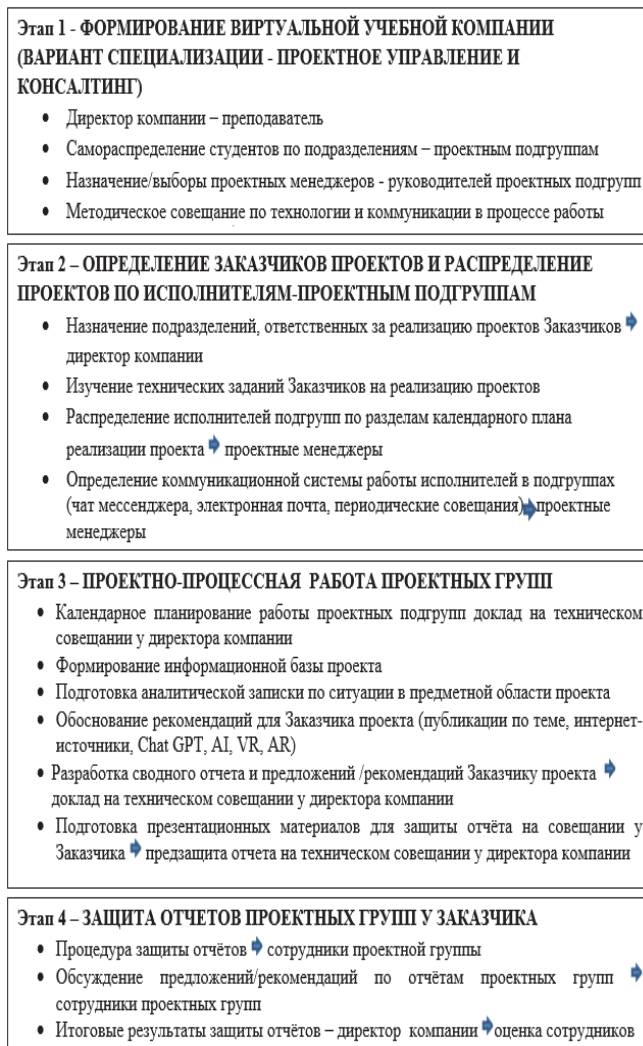 Этап 1 - ФОРМИРОВАНИЕ ВИРТУАЛЬНОЙ УЧЕБНОЙ КОМПАНИИ
(ВАРИАНТ СПЕЦИАЛИЗАЦИИ - ПРОЕКТНОЕ УПРАВЛЕНИЕ И
КОНСАЛТИНГ)
• Директор компании – преподаватель
• Самораспределение студентов по подразделениям – проектным подгруппам
• Назначение/выборы проектных менеджеров - руководителей проектных подгрупп
• Методическое совещание по технологии и коммуникации в процессе работы
Этап 2 – ОПРЕДЕЛЕНИЕ ЗАКАЗЧИКОВ ПРОЕКТОВ И РАСПРЕДЕЛЕНИЕ
ПРОЕКТОВ ПО ИСПОЛНИТЕЛЯМ-ПРОЕКТНЫМ ПОДГРУППАМ
• Назначение подразделений, ответственных за реализацию проектов Заказчиков ➡
директор компании
• Изучение технических заданий Заказчиков на реализацию проектов
• Распределение исполнителей подгрупп по разделам календарного плана
реализации проекта ➡ проектные менеджеры
• Определение коммуникационной системы работы исполнителей в подгруппах
(чат мессенджера, электронная почта, периодические совещания) ➡ проектные
менеджеры
Этап 3 – ПРОЕКТНО-ПРОЦЕССНАЯ РАБОТА ПРОЕКТНЫХ ГРУПП
• Календарное планирование работы проектных подгрупп доклад на техническом
совещании у директора компании
• Формирование информационной базы проекта
• Подготовка аналитической записки по ситуации в предметной области проекта
• Обоснование рекомендаций для Заказчика проекта (публикации по теме, интернет-
источники, Chat GPT, AI, VR, AR)
• Разработка сводного отчета и предложений /рекомендаций Заказчику проекта ➡
доклад на техническом совещании у директора компании
• Подготовка презентационных материалов для защиты отчёта на совещании у
Заказчика ➡ предзащита отчета на техническом совещании у директора компании
Этап 4 – ЗАЩИТА ОТЧЕТОВ ПРОЕКТНЫХ ГРУПП У ЗАКАЗЧИКА
• Процедура защиты отчётов ➡ сотрудники проектной группы
• Обсуждение предложений/рекомендаций по отчётам проектных групп ➡
сотрудники проектных групп
• Итоговые результаты защиты отчётов – директор компании ➡ оценка сотрудников